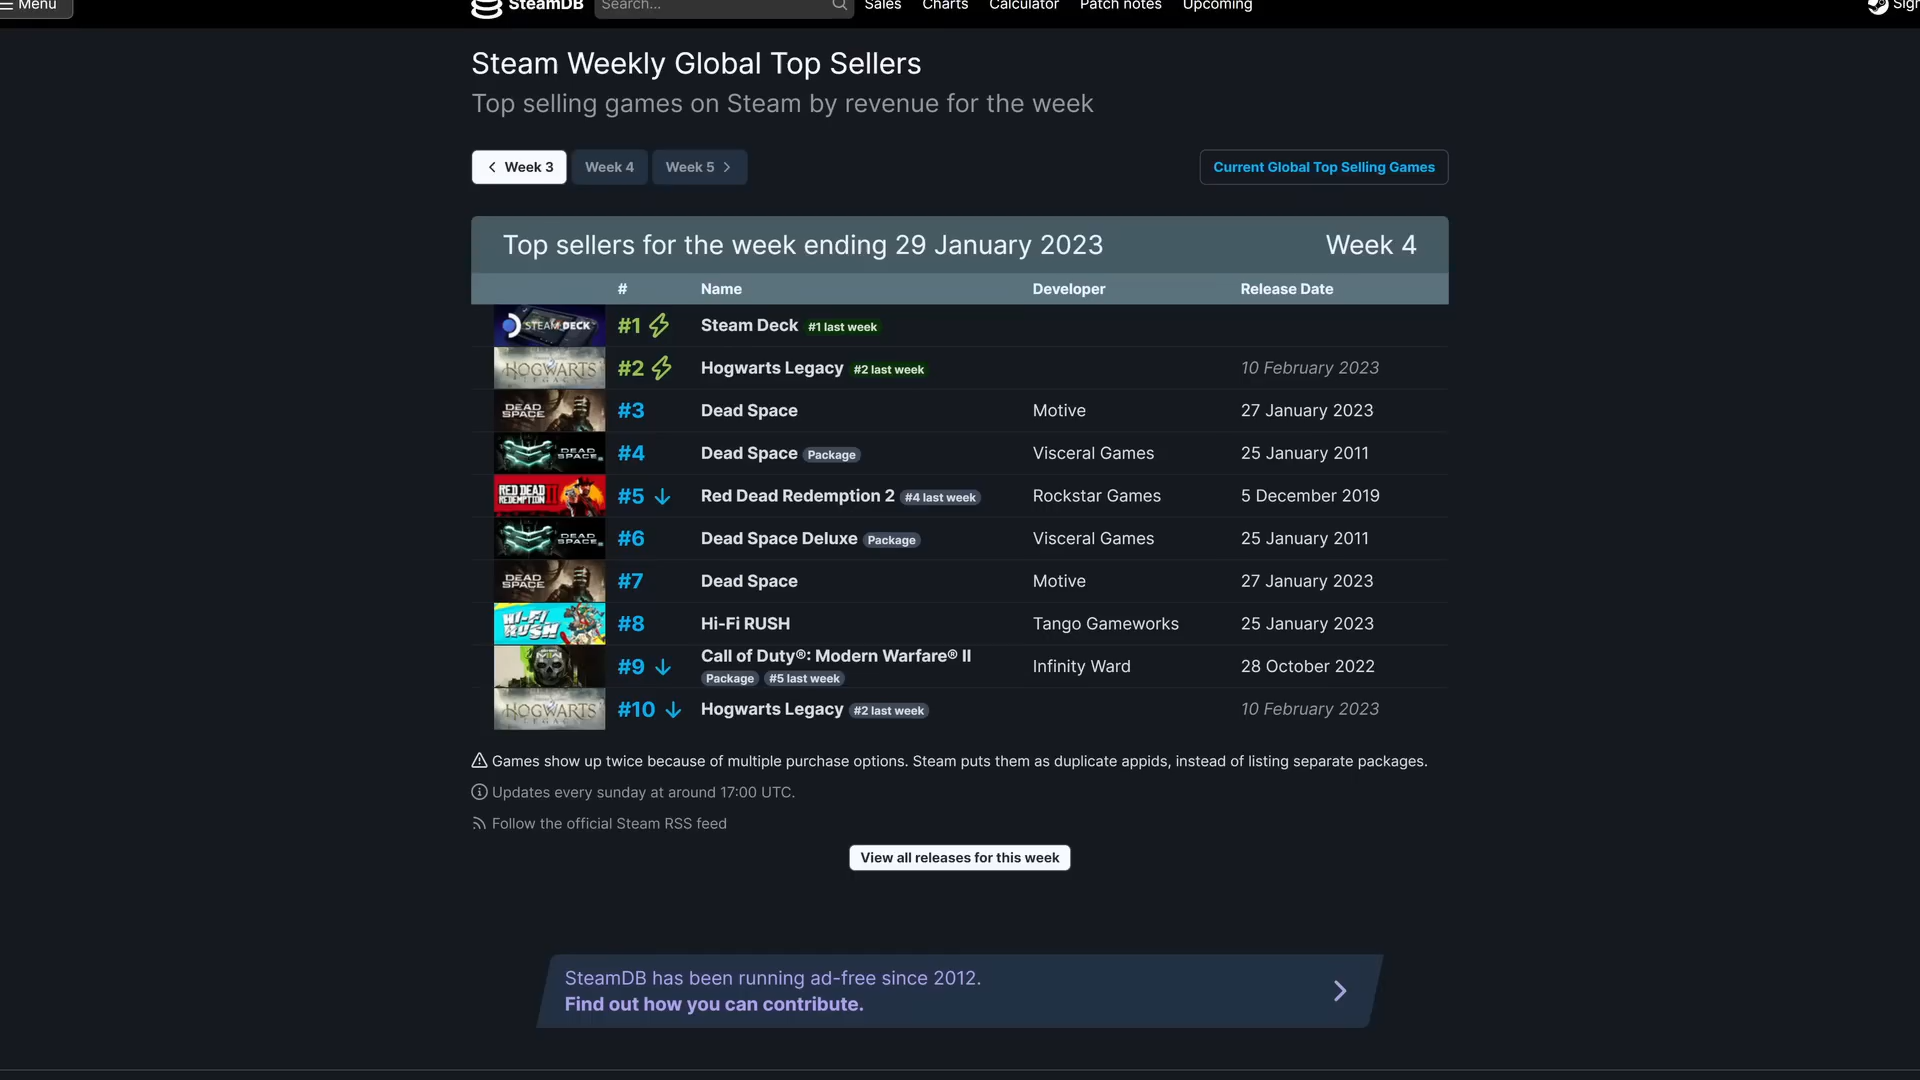 Menu
SteamDB
Search...
Sales
Charts
Calculator
Patch notes
Upcoming
Steam Weekly Global Top Sellers
Top selling games on Steam by revenue for the week
Week 3
Week 4
Week 5
Current Global Top Selling Games
Top sellers for the week ending 29 January 2023 Week 4
# Name Developer Release Date
STEAM DECK #1 Steam Deck #1 last week
HOGWARTS LEGACY #2 Hogwarts Legacy #2 last week 10 February 2023
DEAD SPACE #3 Dead Space Motive 27 January 2023
DEAD SPACE #4 Dead Space Package Visceral Games 25 January 2011
RED DEAD REDEMPTION II #5 Red Dead Redemption 2 #4 last week Rockstar Games 5 December 2019
DEAD SPACE #6 Dead Space Deluxe Package Visceral Games 25 January 2011
DEAD SPACE #7 Dead Space Motive 27 January 2023
HI-FI RUSH #8 Hi-Fi RUSH Tango Gameworks 25 January 2023
#9 Call of Duty®: Modern Warfare® II Infinity Ward 28 October 2022
Package #5 last week
HOGWARTS LEGACY #10 Hogwarts Legacy #2 last week 10 February 2023
Games show up twice because of multiple purchase options. Steam puts them as duplicate appids, instead of listing separate packages.
Updates every sunday at around 17:00 UTC.
Follow the official Steam RSS feed
View all releases for this week
SteamDB has been running ad-free since 2012.
Find out how you can contribute.